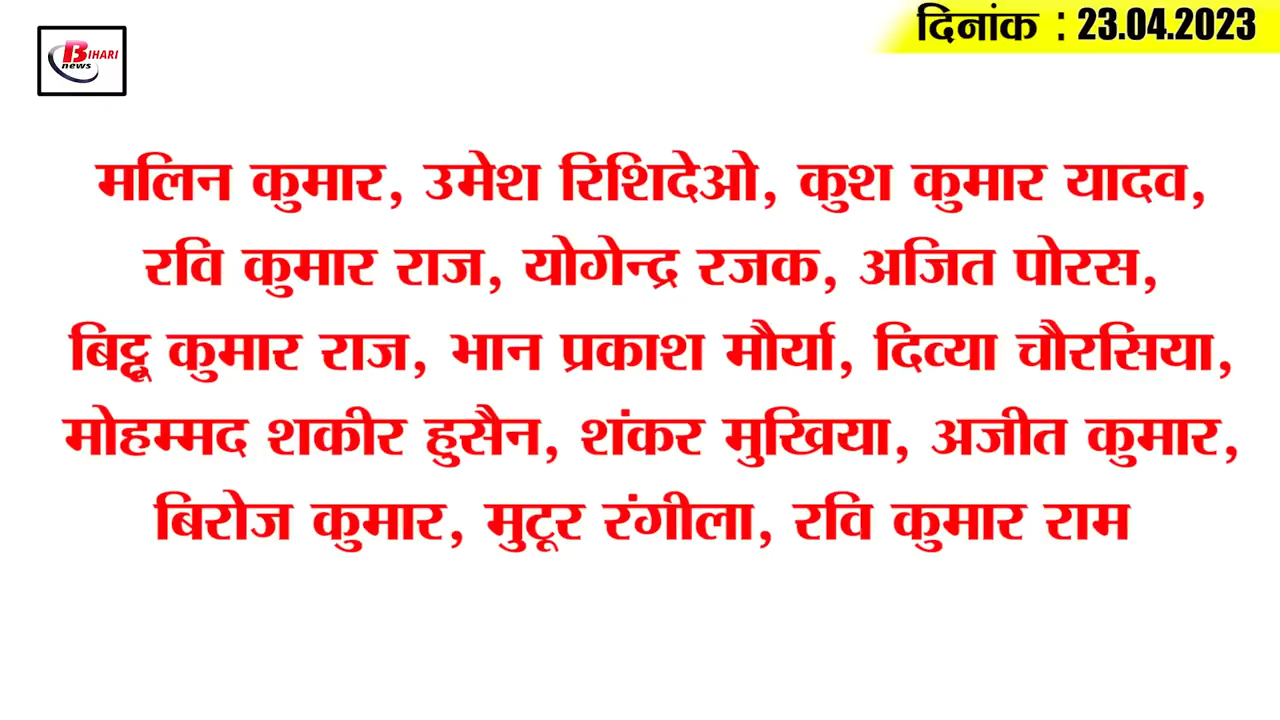 दिनांक : 23.04.2023
BIHARI
news
मलिन कुमार, उमेश रिशिदेओ, कुश कुमार यादव,
रवि कुमार राज, योगेन्द्र रजक, अजित पोरस,
बिट्टू कुमार राज, भान प्रकाश मौर्या, दिव्या चौरसिया,
मोहम्मद शकीर हुसैन, शंकर मुखिया, अजीत कुमार,
बिरोज कुमार, मुटूर रंगीला, रवि कुमार राम